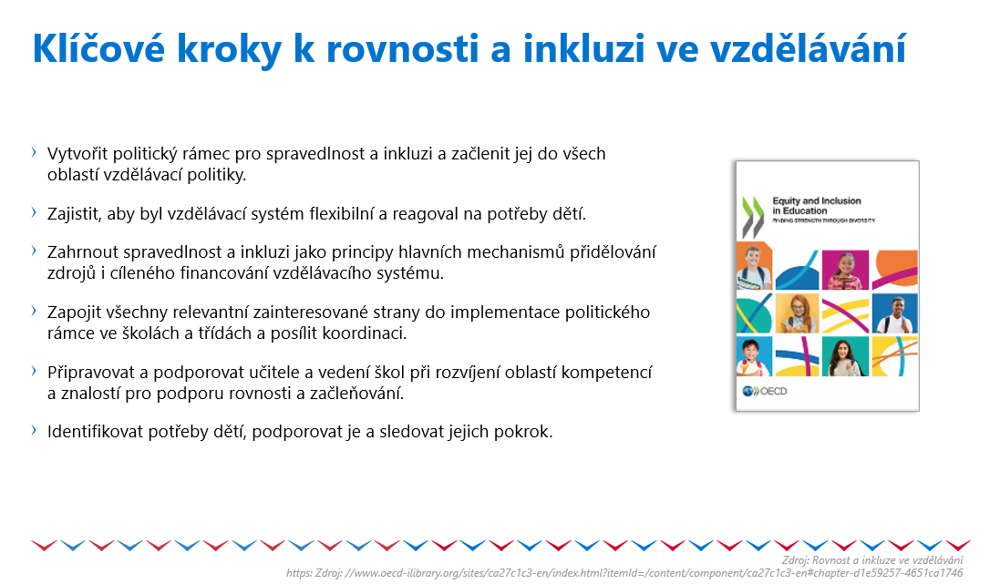 Klíčové kroky k rovnosti a inkluzi ve vzdělávání
› Vytvořit politický rámec pro spravedlnost a inkluzi a začlenit jej do všech
oblastí vzdělávací politiky.
› Zajistit, aby byl vzdělávací systém flexibilní a reagoval na potřeby dětí.
› Zahrnout spravedlnost a inkluzi jako principy hlavních mechanismů přidělování
zdrojů i cíleného financování vzdělávacího systému.
› Zapojit všechny relevantní zainteresované strany do implementace politického
rámce ve školách a třídách a posílit koordinaci.
› Připravovat a podporovat učitele a vedení škol při rozvíjení oblastí kompetencí
a znalostí pro podporu rovnosti a začleňování.
› Identifikovat potřeby dětí, podporovat je a sledovat jejich pokrok.
Equity and Inclusion
in Education
FINDING STRENGTH THROUGH DIVERSITY
OECD
Zdroj: Rovnost a inkluze ve vzdělávání
https: Zdroj: //www.oecd-ilibrary.org/sites/ca27c1c3-en/index.html?itemId=/content/component/ca27c1c3-en#chapter-d1e59257-4651ca1746